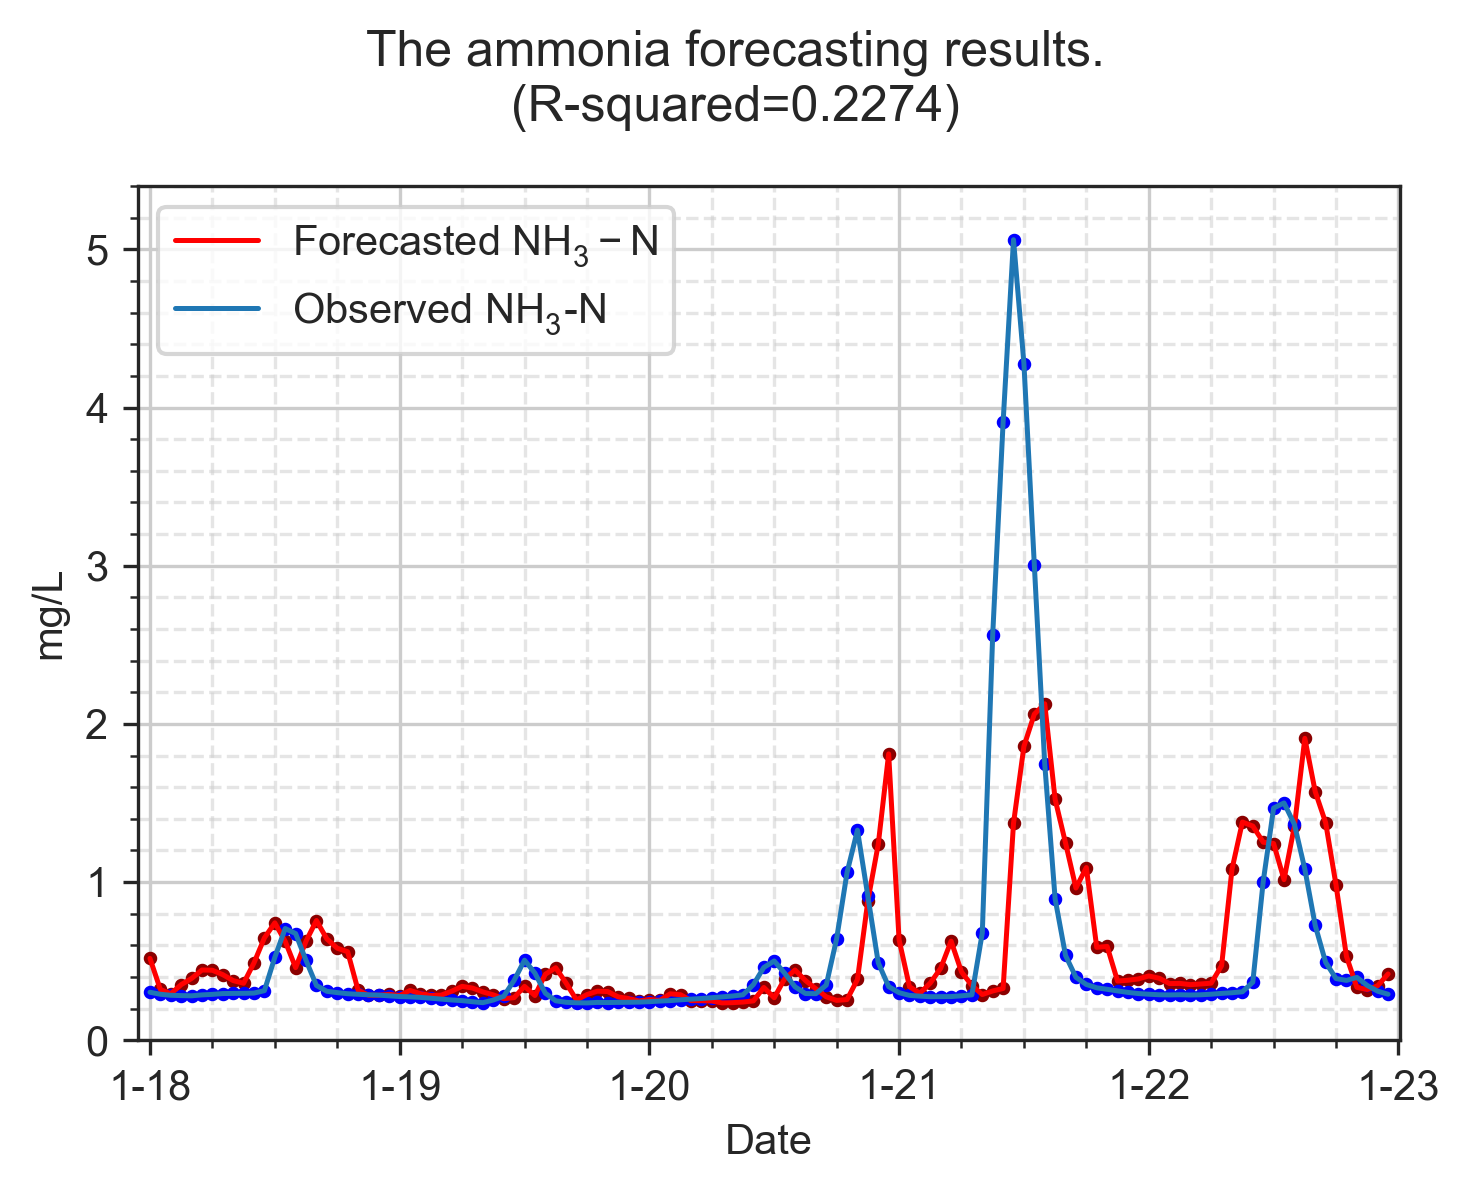 The ammonia forecasting results.
(R-squared=0.2274)
Forecasted NH₃ − N
Observed NH₃-N
5
4
3
2
1
0
mg/L
1-18 1-19 1-20 1-21 1-22 1-23
Date